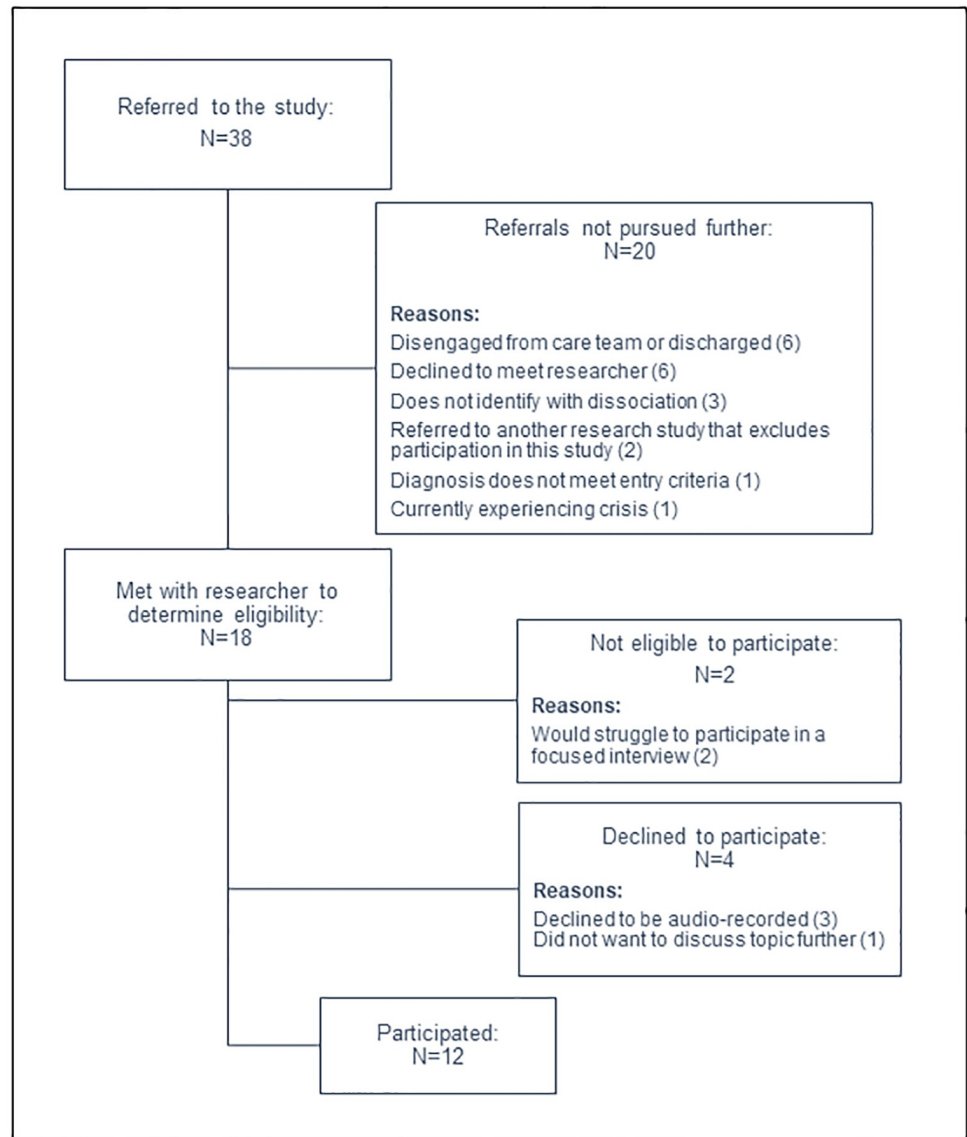 Referred to the study:
N=38
Referrals not pursued further:
N=20
Reasons:
Disengaged from care team or discharged (6)
Declined to meet researcher (6)
Does not identify with dissociation (3)
Referred to another research study that excludes
participation in this study (2)
Diagnosis does not meet entry criteria (1)
Currently experiencing crisis (1)
Met with researcher to
determine eligibility:
N=18
Not eligible to participate:
N=2
Reasons:
Would struggle to participate in a
focused interview (2)
Declined to participate:
N=4
Reasons:
Declined to be audio-recorded (3)
Did not want to discuss topic further (1)
Participated:
N=12